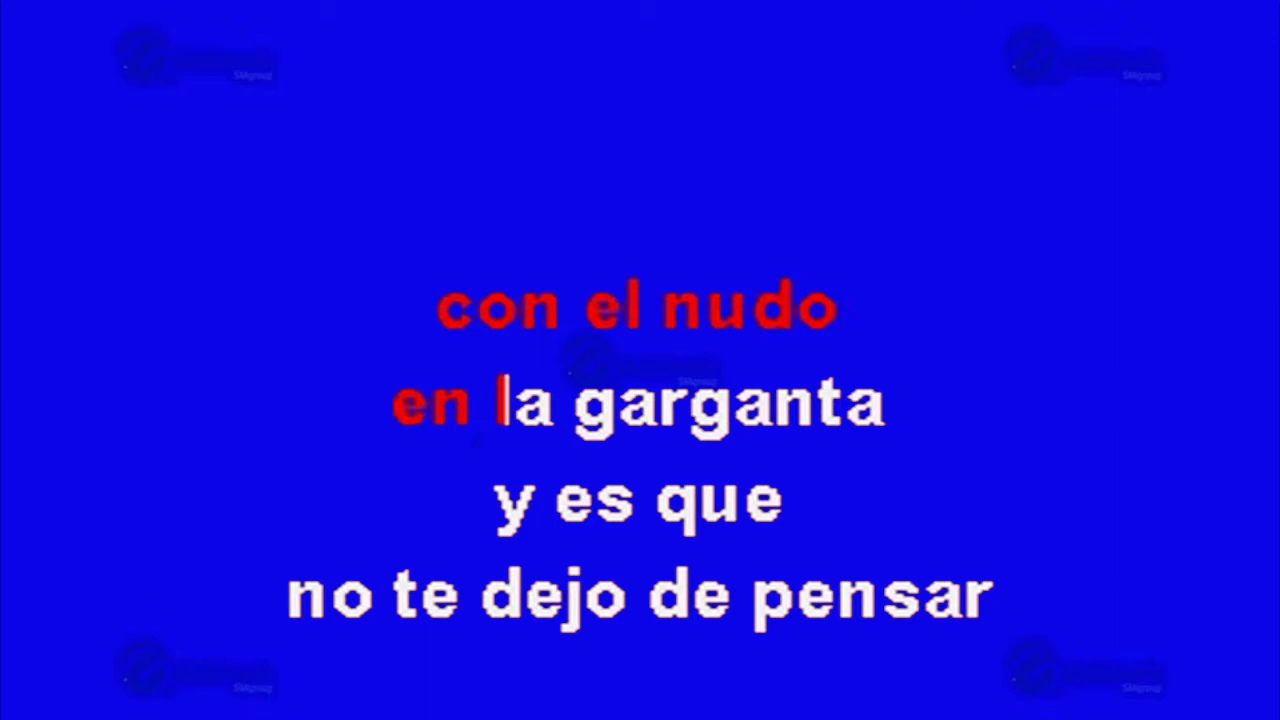 con el nudo
en la garganta
y es que
no te dejo de pensar